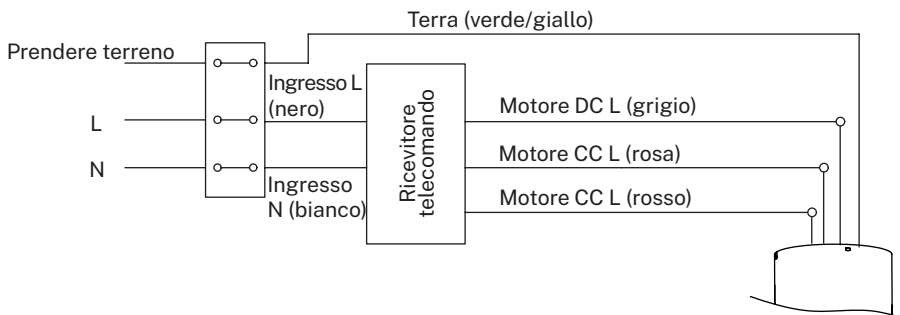 Terra (verde/giallo)
Prendere terreno
Ingresso L
(nero)
L
N
Ingresso
N (bianco)
Ricevitore
telecomando
Motore DC L (grigio)
Motore CC L (rosa)
Motore CC L (rosso)